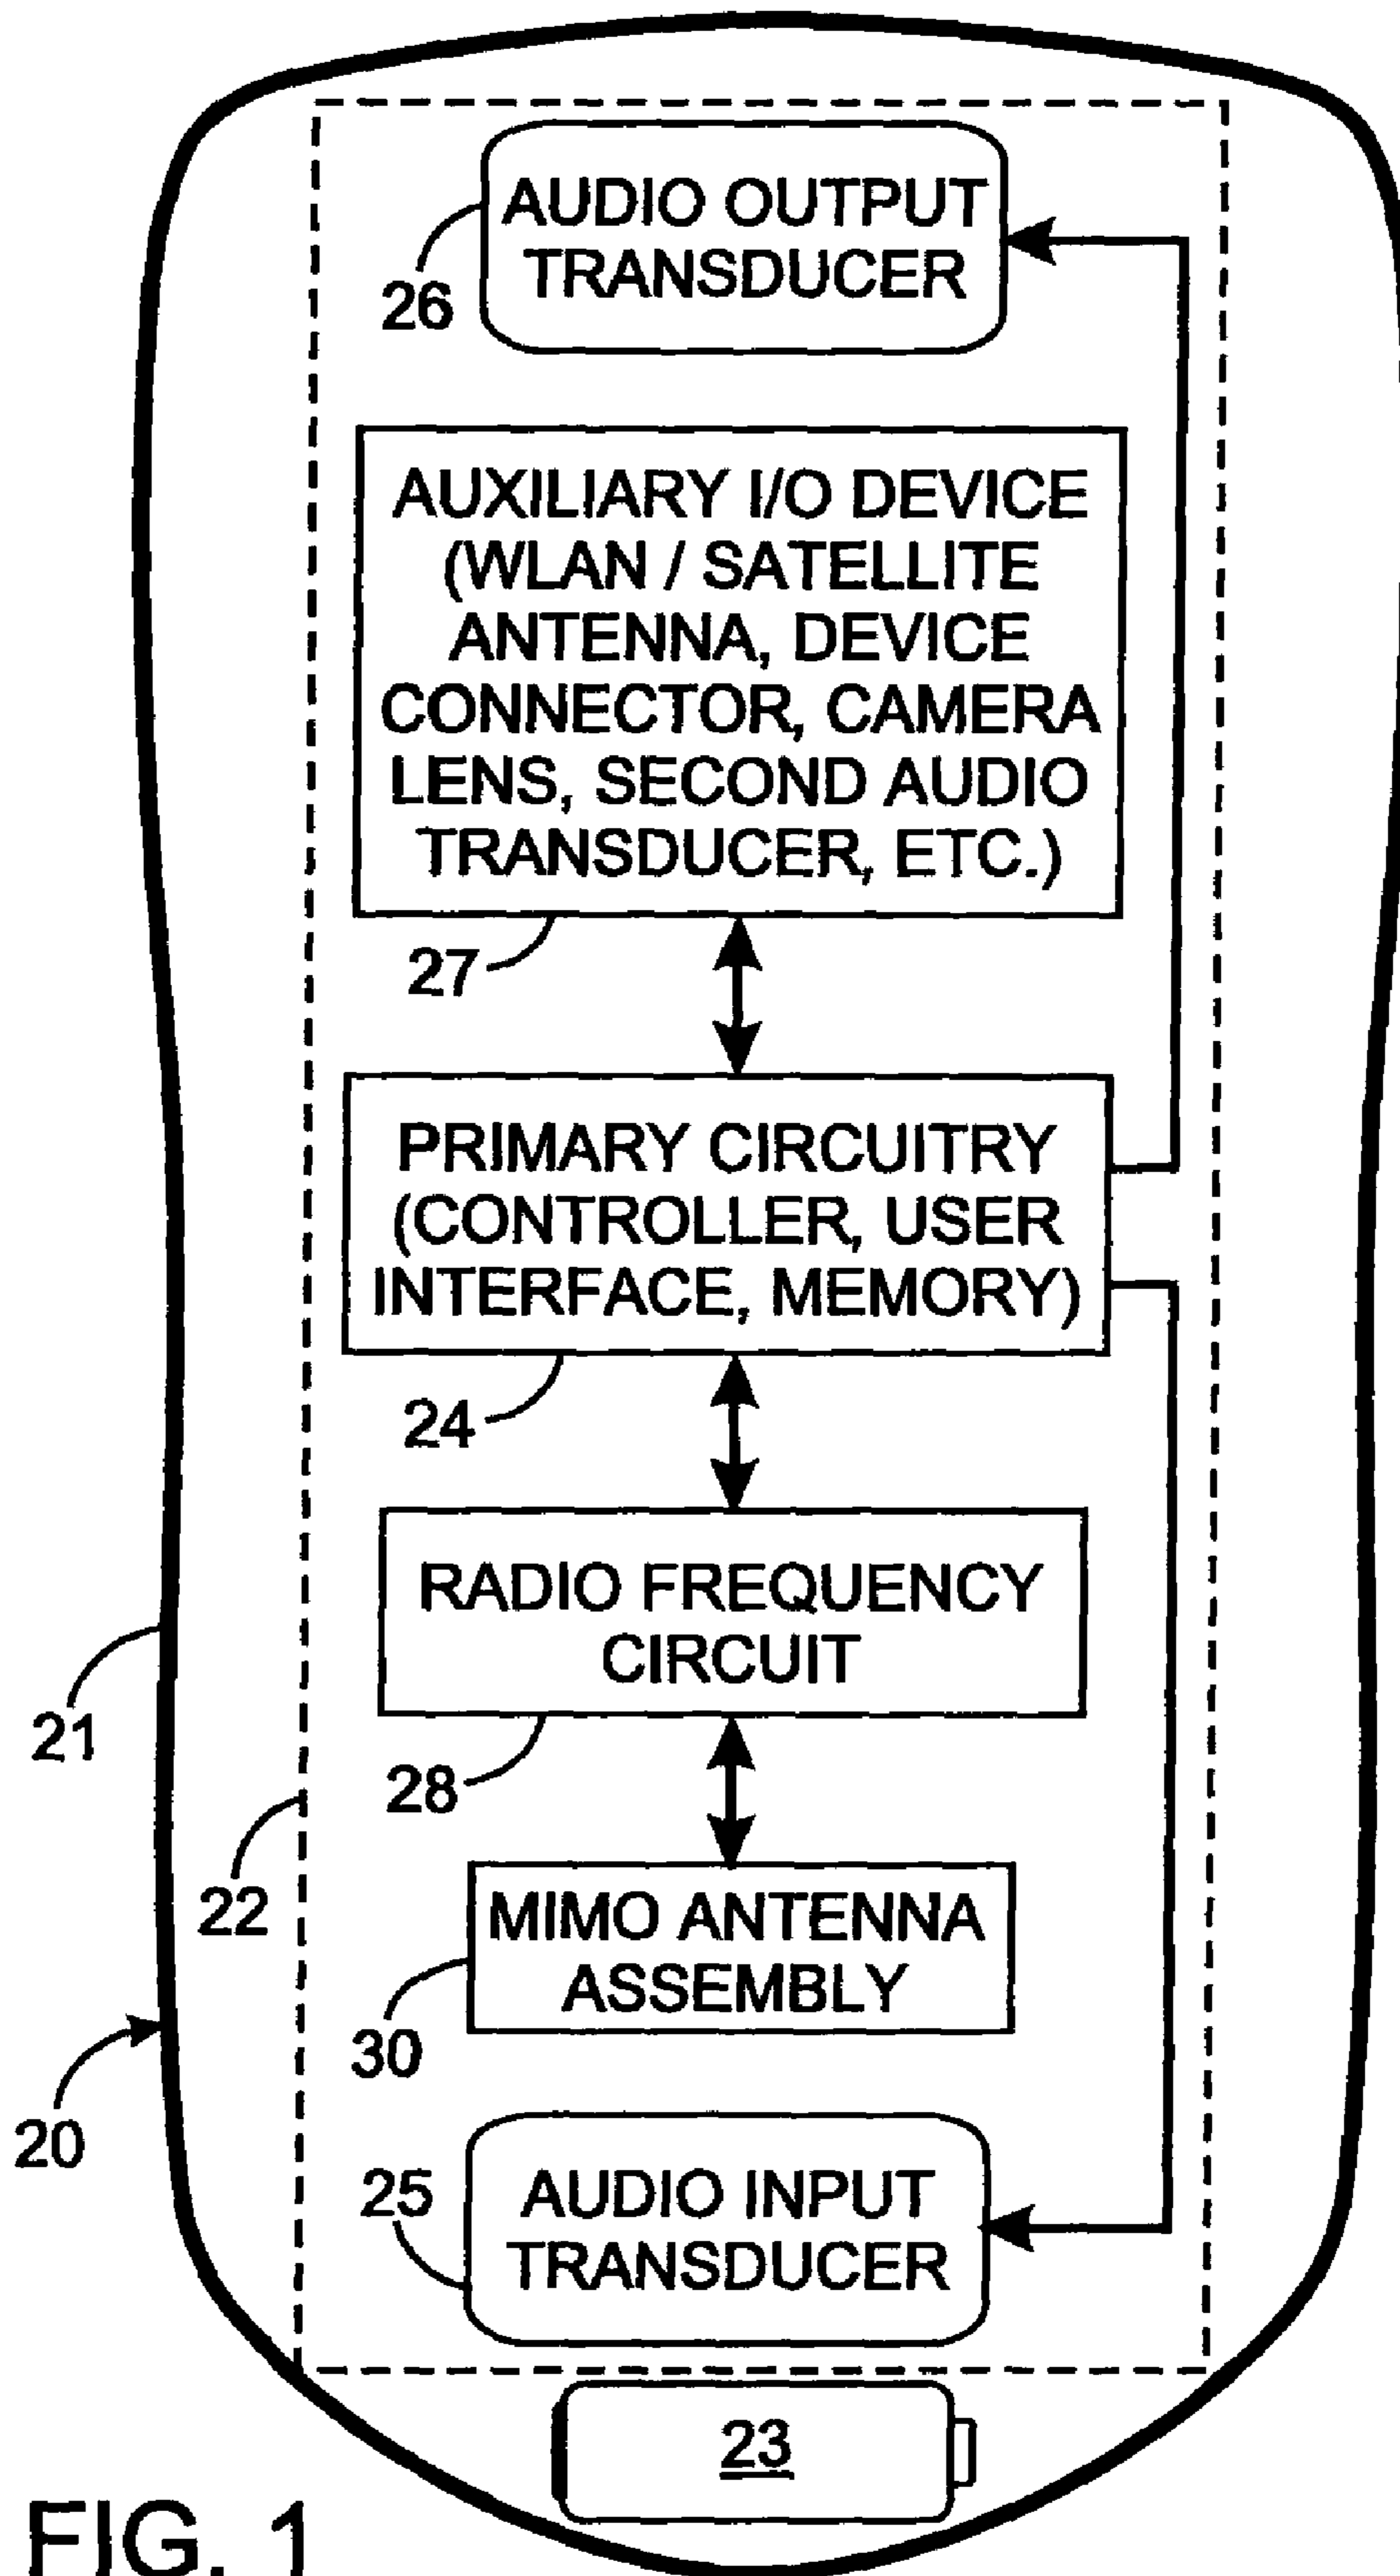 AUDIO OUTPUT
TRANSDUCER
26
AUXILIARY I/O DEVICE
(WLAN / SATELLITE
ANTENNA, DEVICE
CONNECTOR, CAMERA
LENS, SECOND AUDIO
TRANSDUCER, ETC.)
27
PRIMARY CIRCUITRY
(CONTROLLER, USER
INTERFACE, MEMORY)
24
RADIO FREQUENCY
CIRCUIT
21
28
22
MIMO ANTENNA
ASSEMBLY
30
20
25
AUDIO INPUT
TRANSDUCER
23
FIG. 1